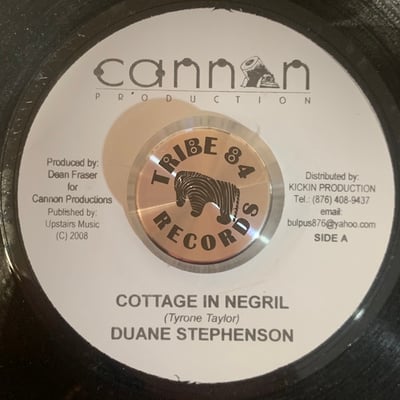 cannon
PRODUCTION
Produced by:
Dean Fraser
for
Cannon Productions
Published by:
Upstairs Music
(C) 2008
TRIBE 84
RECORDS
Distributed by:
KICKIN PRODUCTION
Tel.: (876) 408-9437
email:
bulpus876@yahoo.com
SIDE A
COTTAGE IN NEGRIL
(Tyrone Taylor)
DUANE STEPHENSON